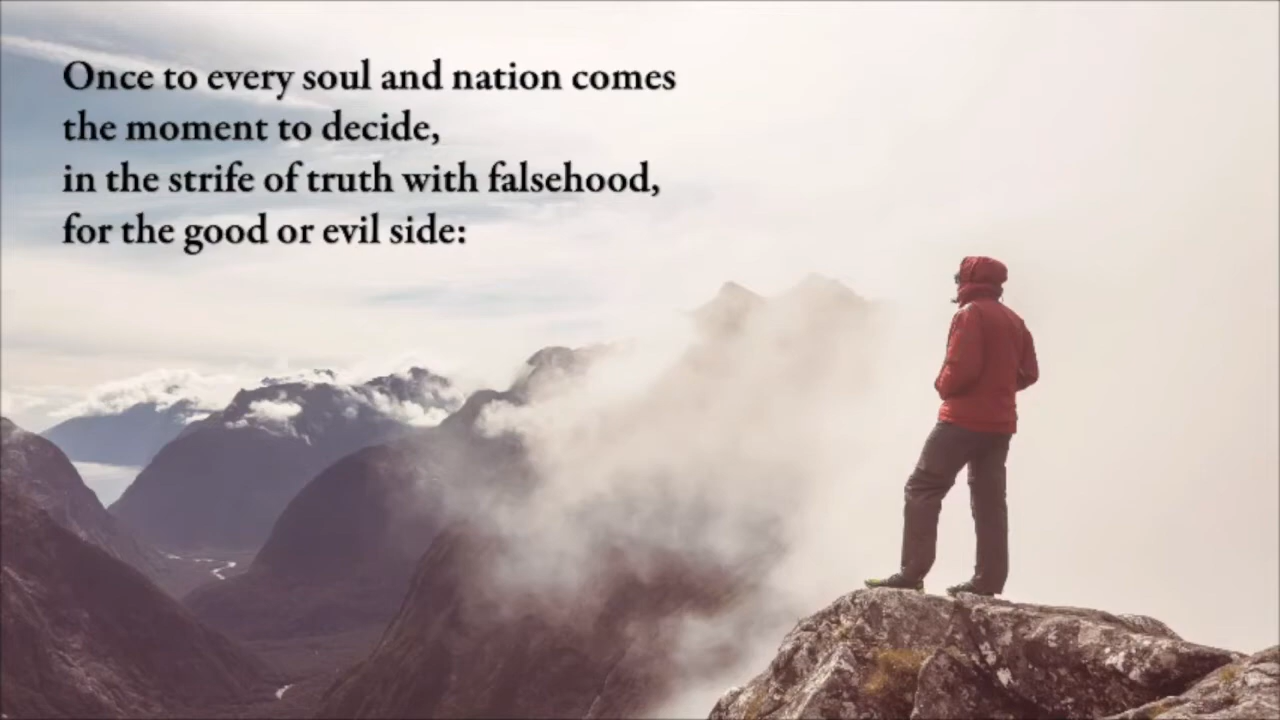 Once to every soul and nation comes
the moment to decide,
in the strife of truth with falsehood,
for the good or evil side: